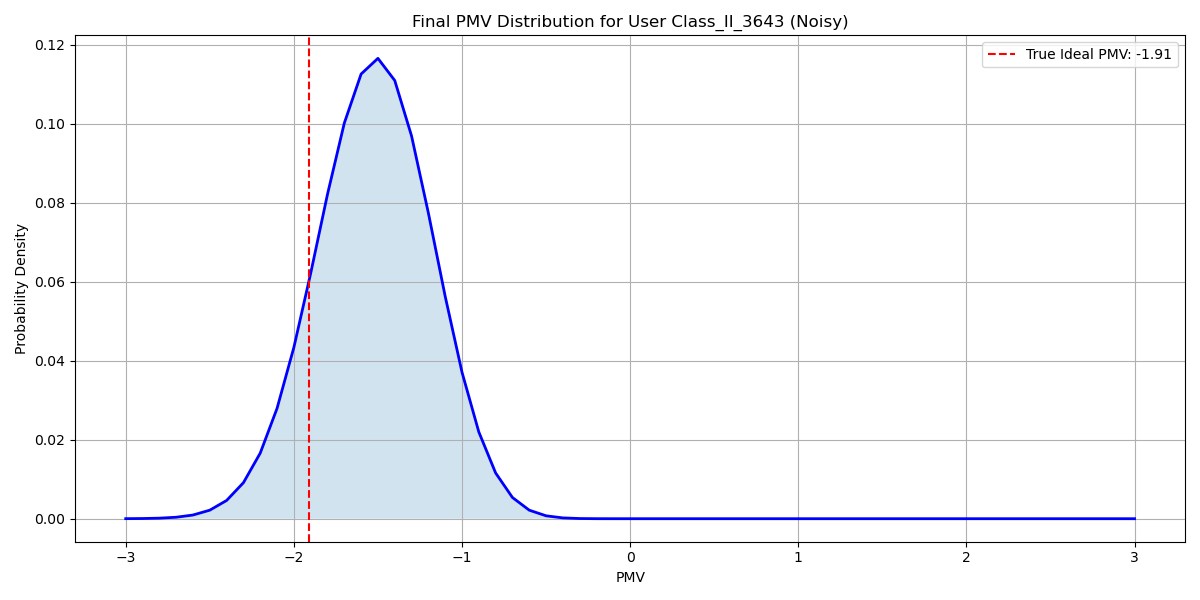 Final PMV Distribution for User Class_II_3643 (Noisy)
True Ideal PMV: -1.91
Probability Density
0.12
0.10
0.08
0.06
0.04
0.02
0.00
−3 −2 −1 0 1 2 3
PMV